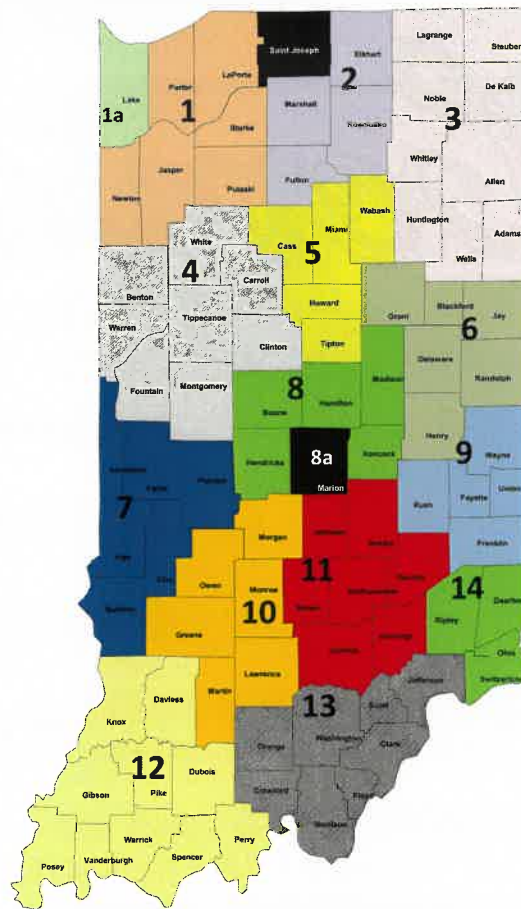 Lagrange
Steuben
Saint Joseph
Elkhart
LaPorte
Porter
Lake
1a
1
2
De Kalb
Noble
3
Marshall
Kosciusko
Starke
Whitley
Jasper
Allen
Newton
Pulaski
Fulton
Wabash
Huntington
Miami
Cass
Adams
Wells
White
5
4
Carroll
Benton
Howard
Grant
Blackford
Jay
6
Tippecanoe
Warren
Clinton
Tipton
Delaware
Randolph
Madison
Fountain
Montgomery
8
Boone
Hamilton
Henry
9
Wayne
8a
Hendricks
Hancock
Marion
7
Rush
Fayette
Union
Morgan
Franklin
Clay
Owen
Monroe
11
10
14
Ripley
Dearborn
Ohio
Switzerland
Greene
Lawrence
Martin
13
Jefferson
Scott
Knox
Daviess
Washington
Orange
Clark
12
Dubois
Gibson
Pike
Crawford
Floyd
Harrison
Warrick
Perry
Posey
Vanderburgh
Spencer